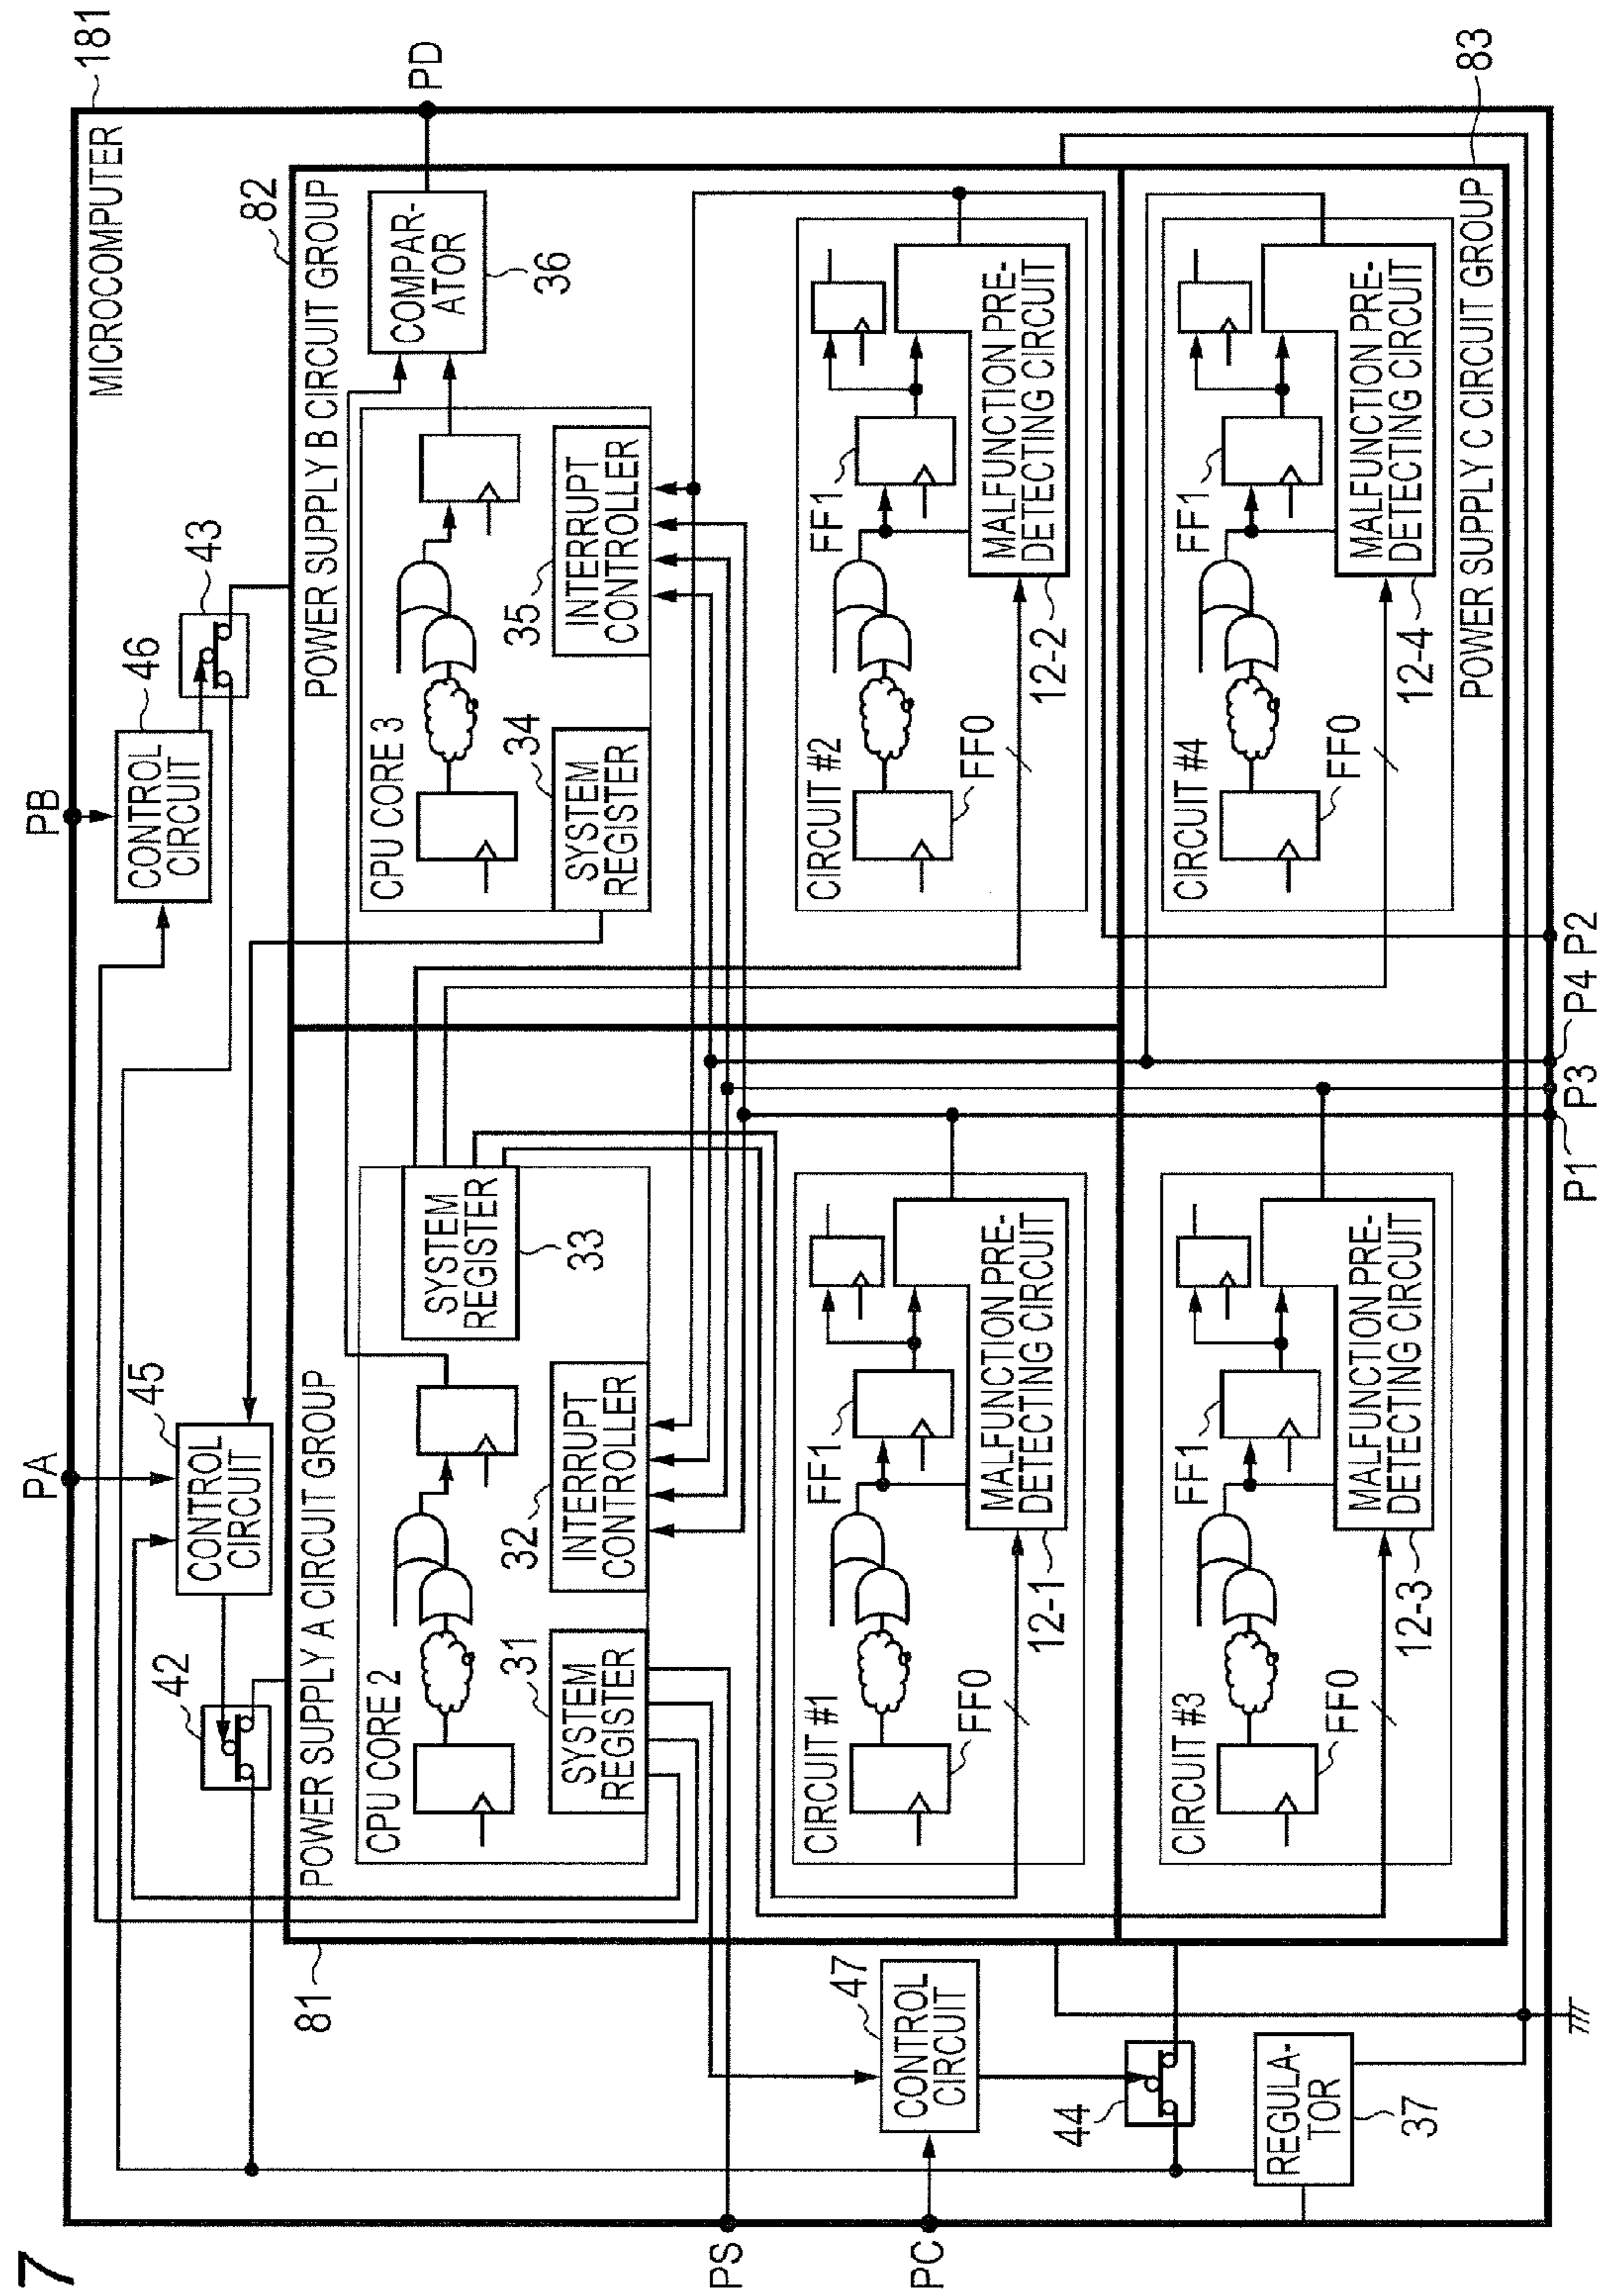 7
MICROCOMPUTER
181
PA
PB
PD
PS
PC
P1
P3
P4
P2
42
45
CONTROL
CIRCUIT
46
CONTROL
CIRCUIT
43
82
81
83
POWER SUPPLY A CIRCUIT GROUP
CPU CORE 2
SYSTEM
REGISTER
31
INTERRUPT
CONTROLLER
32
SYSTEM
REGISTER
33
POWER SUPPLY B CIRCUIT GROUP
CPU CORE 3
SYSTEM
REGISTER
34
INTERRUPT
CONTROLLER
35
COMPAR-
ATOR
36
CIRCUIT #1
FF0
FF1
MALFUNCTION PRE-
DETECTING CIRCUIT
12-1
CIRCUIT #2
FF0
FF1
MALFUNCTION PRE-
DETECTING CIRCUIT
12-2
CIRCUIT #3
FF0
FF1
MALFUNCTION PRE-
DETECTING CIRCUIT
12-3
CIRCUIT #4
FF0
FF1
MALFUNCTION PRE-
DETECTING CIRCUIT
12-4
POWER SUPPLY C CIRCUIT GROUP
47
CONTROL
CIRCUIT
44
REGULA-
TOR
37